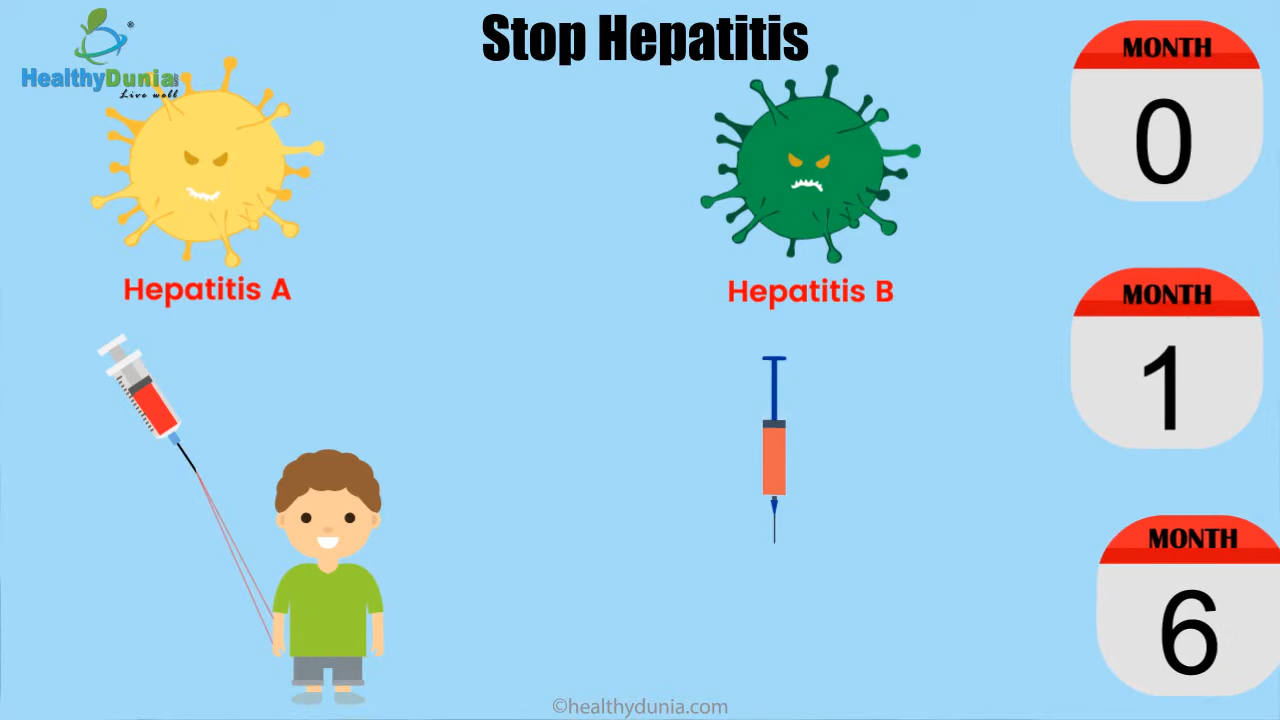 Stop Hepatitis
HealthyDunia
Live well
Hepatitis A
Hepatitis B
MONTH
0
MONTH
1
MONTH
6
©healthydunia.com